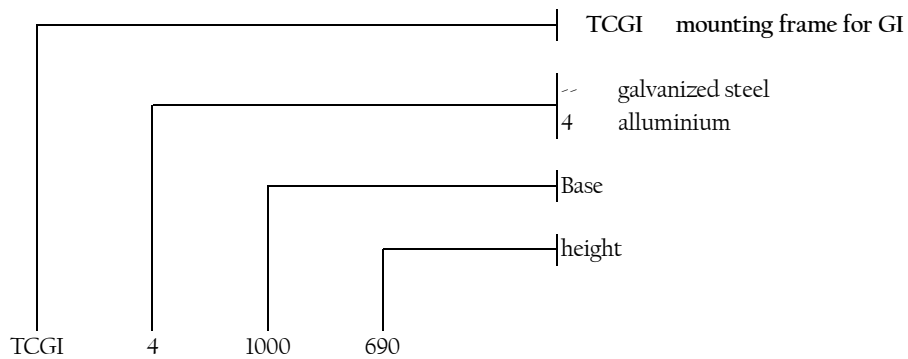 TCGI mounting frame for GI
-- galvanized steel
4 alluminium
Base
height
TCGI 4 1000 690